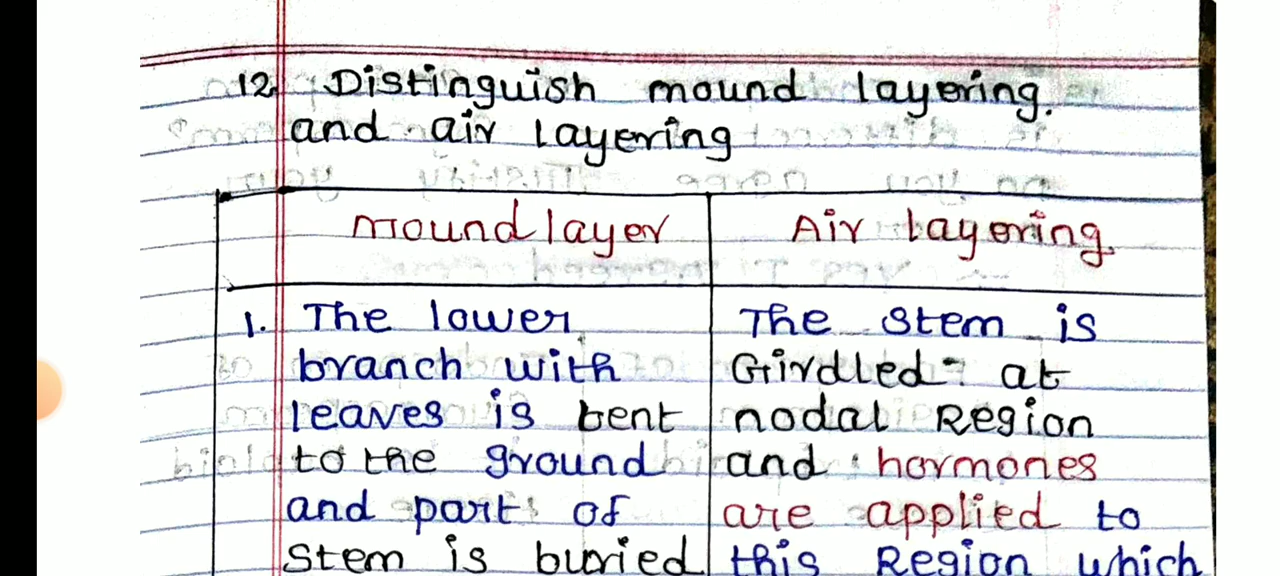 12. Distinguish mound layering.
and air layering
Mound layer
Air layering.
1. The lower
branch with
leaves is bent
to the ground
and part of
stem is buried
The stem is
Girdled at
nodal Region
and hormones
are applied to
this Region which